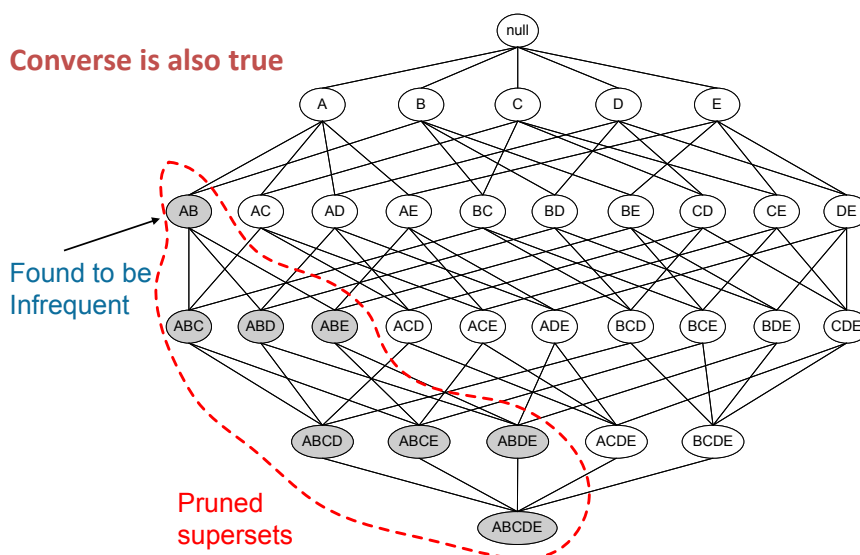 null
Converse is also true
A B C D E
AB AC AD AE BC BD BE CD CE DE
Found to be
Infrequent
ABC ABD ABE ACD ACE ADE BCD BCE BDE CDE
ABCD ABCE ABDE ACDE BCDE
Pruned
supersets
ABCDE